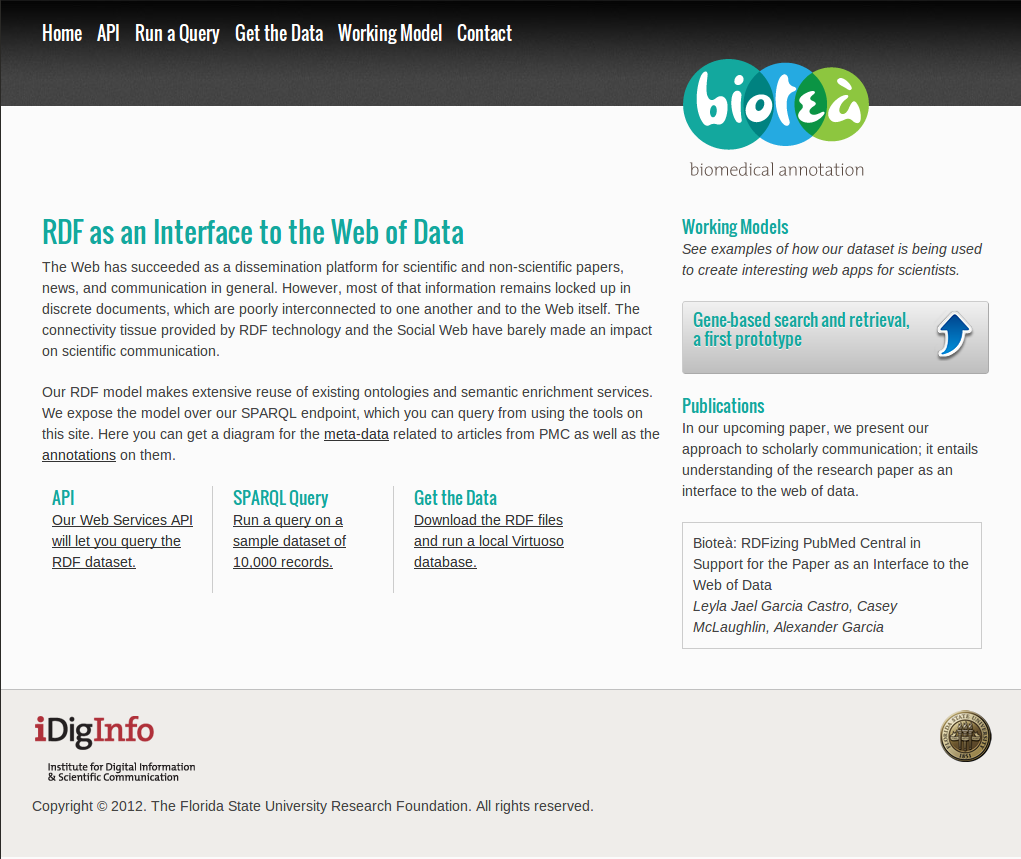 Home API Run a Query Get the Data Working Model Contact
bioteà
biomedical annotation
RDF as an Interface to the Web of Data
The Web has succeeded as a dissemination platform for scientific and non-scientific papers,
news, and communication in general. However, most of that information remains locked up in
discrete documents, which are poorly interconnected to one another and to the Web itself. The
connectivity tissue provided by RDF technology and the Social Web have barely made an impact
on scientific communication.
Our RDF model makes extensive reuse of existing ontologies and semantic enrichment services.
We expose the model over our SPARQL endpoint, which you can query from using the tools on
this site. Here you can get a diagram for the meta-data related to articles from PMC as well as the
annotations on them.
API
Our Web Services API
will let you query the
RDF dataset.
SPARQL Query
Run a query on a
sample dataset of
10,000 records.
Get the Data
Download the RDF files
and run a local Virtuoso
database.
Working Models
See examples of how our dataset is being used
to create interesting web apps for scientists.
Gene-based search and retrieval,
a first prototype
Publications
In our upcoming paper, we present our
approach to scholarly communication; it entails
understanding of the research paper as an
interface to the web of data.
Bioteà: RDFizing PubMed Central in
Support for the Paper as an Interface to the
Web of Data
Leyla Jael Garcia Castro, Casey
McLaughlin, Alexander Garcia
iDigInfo
Institute for Digital Information
& Scientific Communication
FLORIDA STATE UNIVERSITY
1851
Copyright © 2012. The Florida State University Research Foundation. All rights reserved.